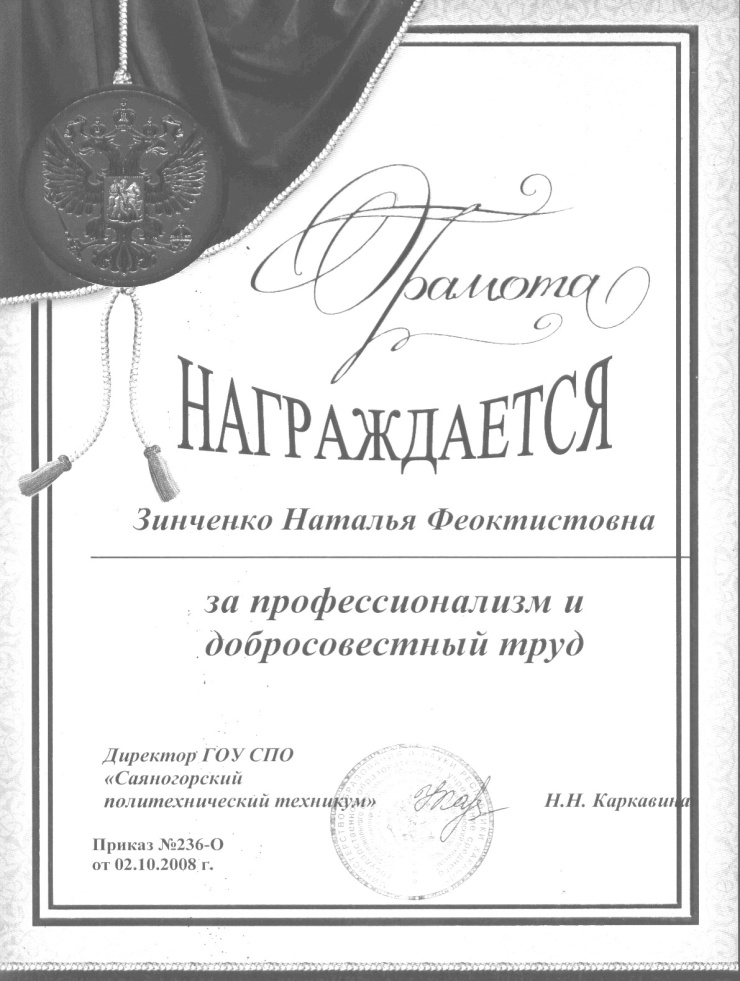 Грамота
НАГРАЖДАЕТСЯ
Зинченко Наталья Феоктистовна
за профессионализм и
добросовестный труд
Директор ГОУ СПО
«Саяногорский
политехнический техникум»
Н.Н. Каркавина
Приказ №236-О
от 02.10.2008 г.